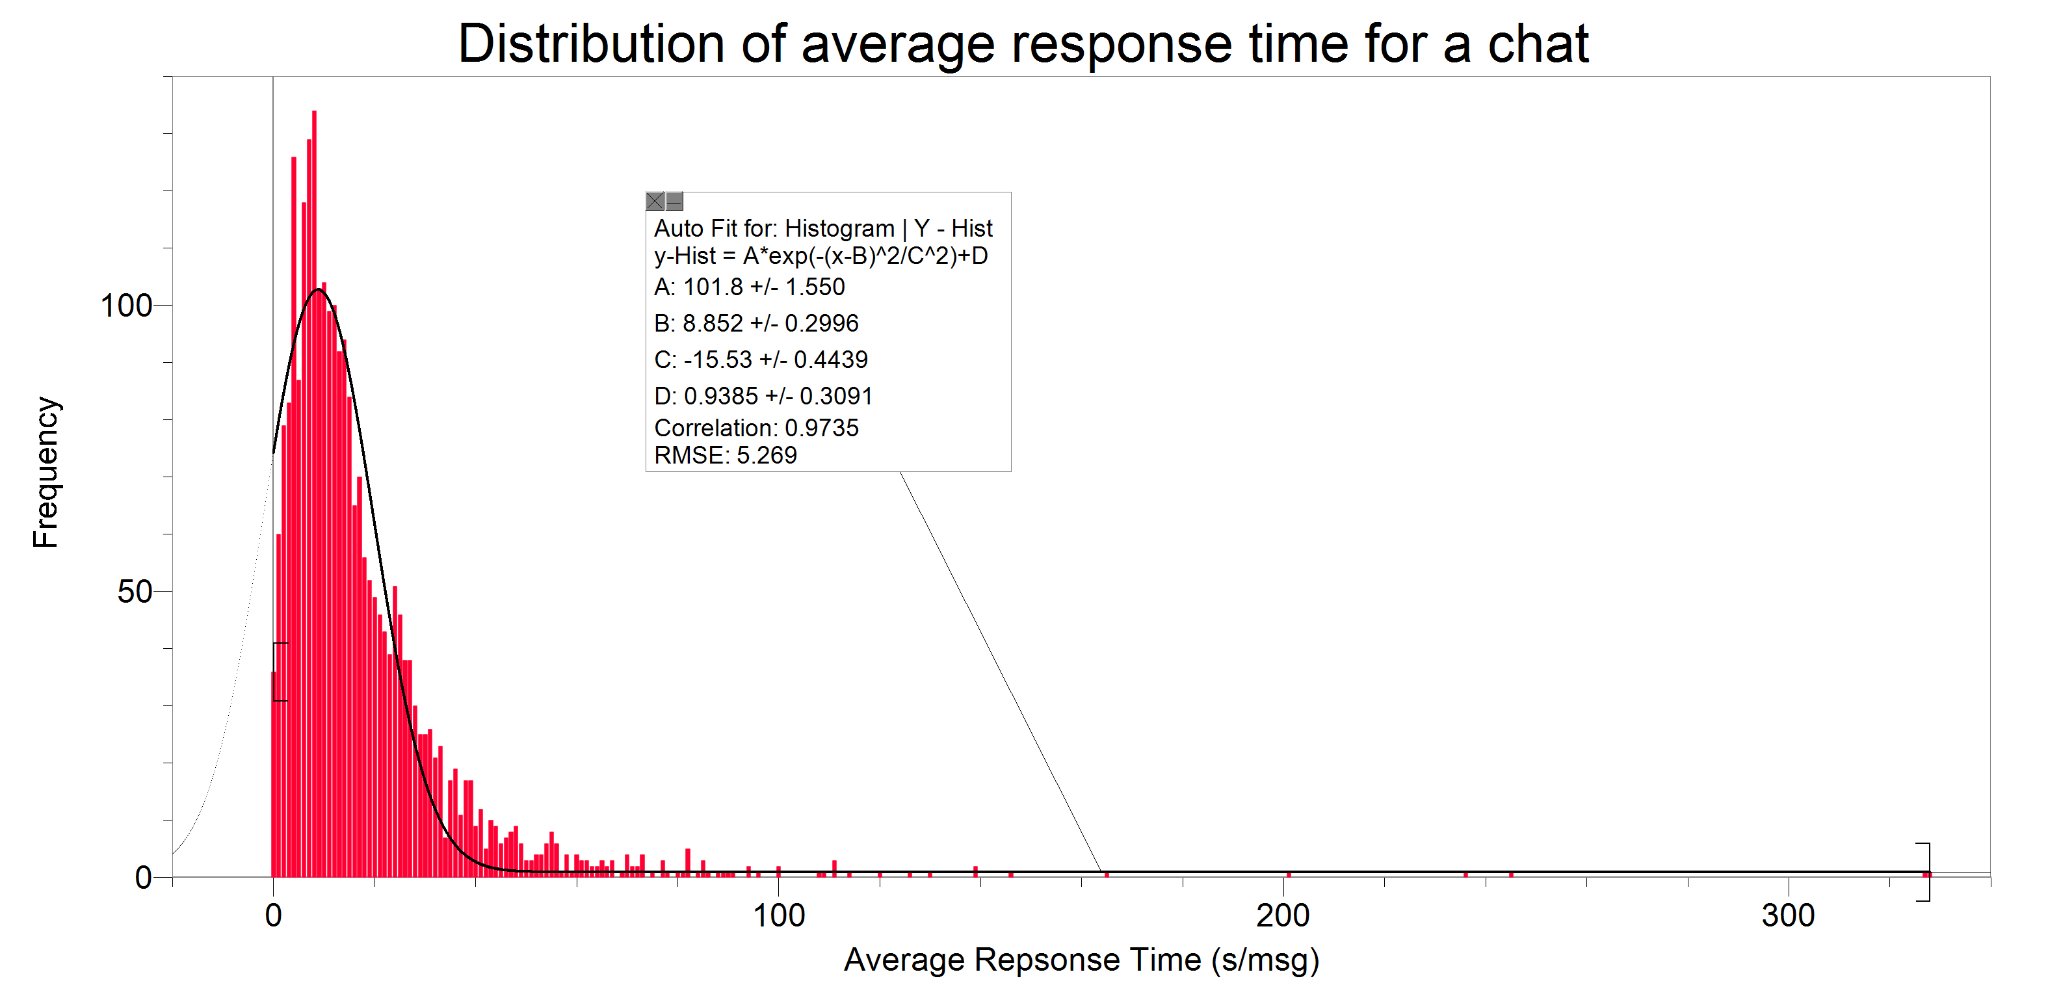 Distribution of average response time for a chat
Auto Fit for: Histogram | Y - Hist
y-Hist = A*exp(-(x-B)^2/C^2)+D
A: 101.8 +/- 1.550
B: 8.852 +/- 0.2996
C: -15.53 +/- 0.4439
D: 0.9385 +/- 0.3091
Correlation: 0.9735
RMSE: 5.269
Frequency
100
50
0
0 100 200 300
Average Repsonse Time (s/msg)